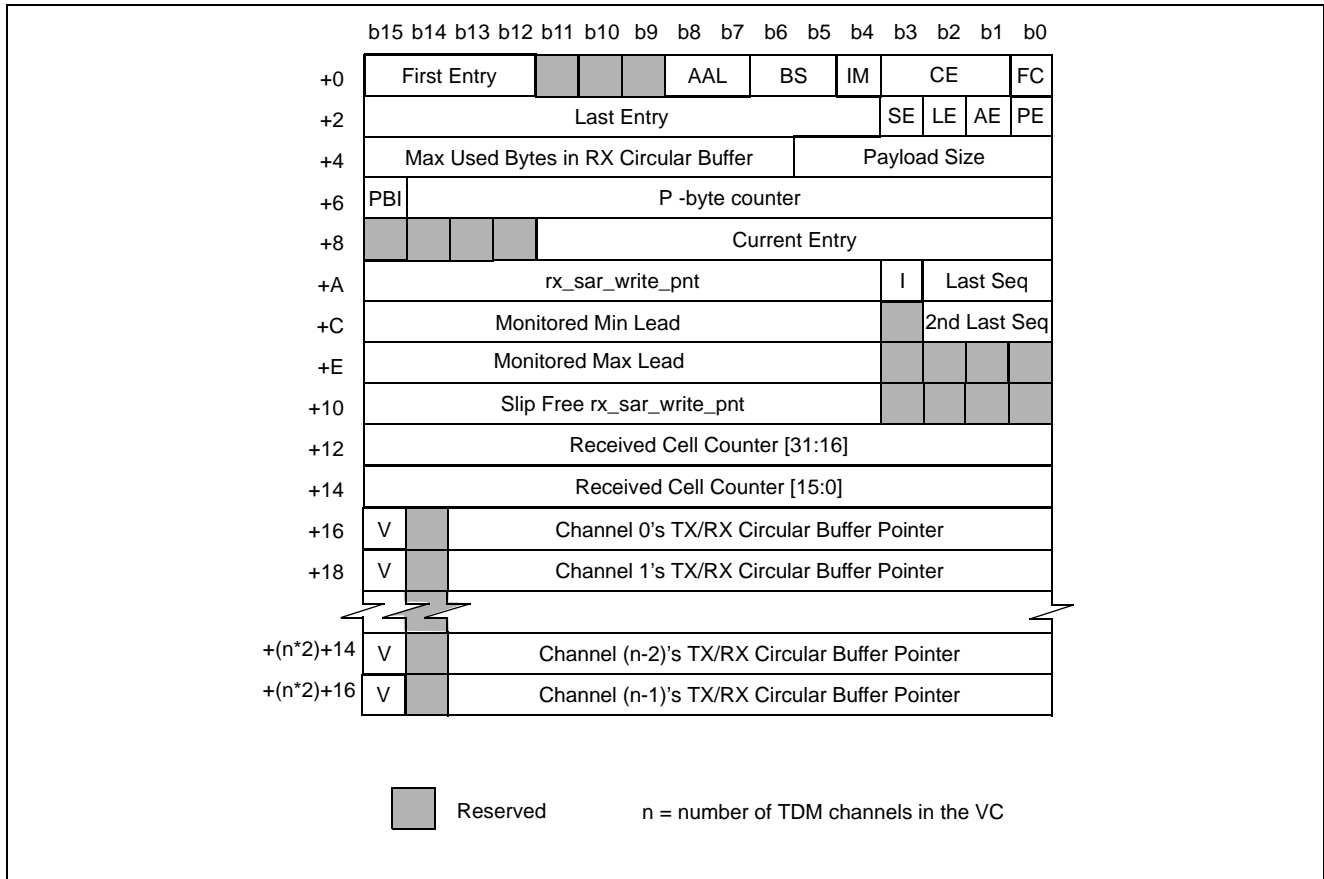 b15 b14 b13 b12 b11 b10 b9 b8 b7 b6 b5 b4 b3 b2 b1 b0
+0 First Entry AAL BS IM CE FC
+2 Last Entry SE LE AE PE
+4 Max Used Bytes in RX Circular Buffer Payload Size
+6 PBI P -byte counter
+8 Current Entry
+A rx_sar_write_pnt I Last Seq
+C Monitored Min Lead 2nd Last Seq
+E Monitored Max Lead
+10 Slip Free rx_sar_write_pnt
+12 Received Cell Counter [31:16]
+14 Received Cell Counter [15:0]
+16 V Channel 0's TX/RX Circular Buffer Pointer
+18 V Channel 1's TX/RX Circular Buffer Pointer
+(n*2)+14 V Channel (n-2)'s TX/RX Circular Buffer Pointer
+(n*2)+16 V Channel (n-1)'s TX/RX Circular Buffer Pointer
Reserved n = number of TDM channels in the VC